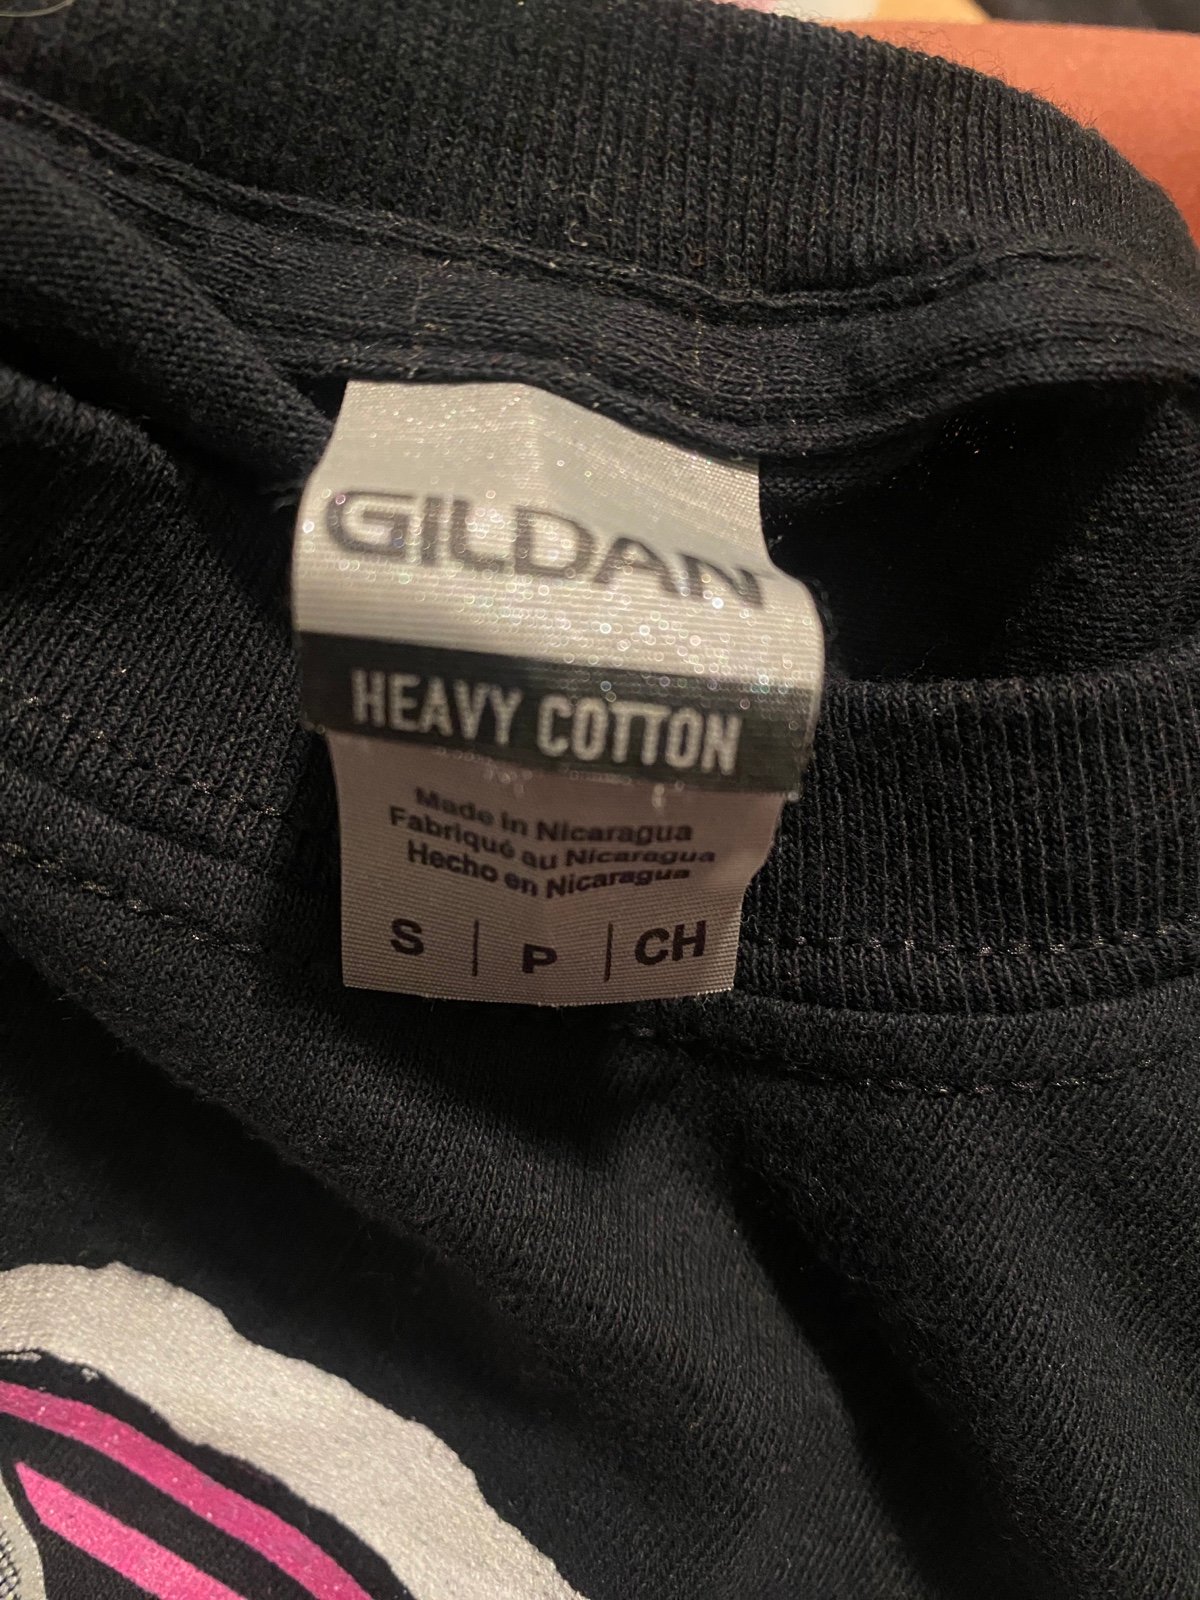 GILDAN
HEAVY COTTON
Made in Nicaragua
Fabriqué au Nicaragua
Hecho en Nicaragua
S | P | CH